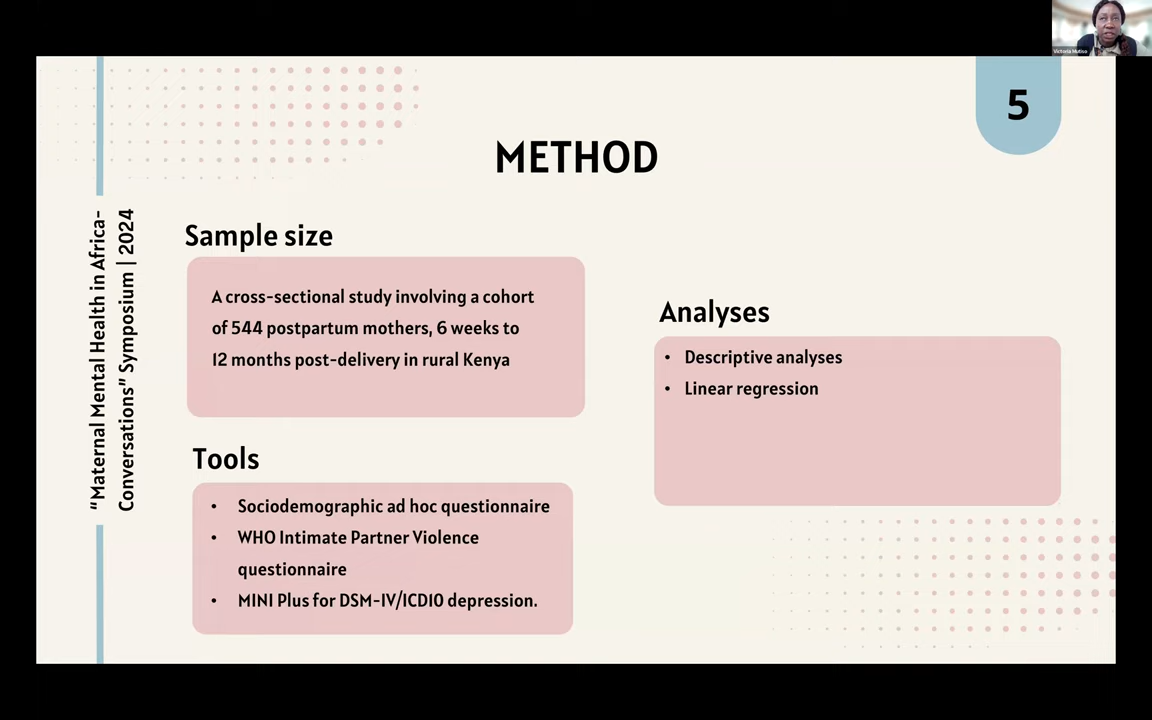 Victoria Mutiso
5
METHOD
"Maternal Mental Health in Africa-
Conversations" Symposium | 2024
Sample size
A cross-sectional study involving a cohort
of 544 postpartum mothers, 6 weeks to
12 months post-delivery in rural Kenya
Tools
• Sociodemographic ad hoc questionnaire
• WHO Intimate Partner Violence
questionnaire
• MINI Plus for DSM-IV/ICD10 depression.
Analyses
• Descriptive analyses
• Linear regression